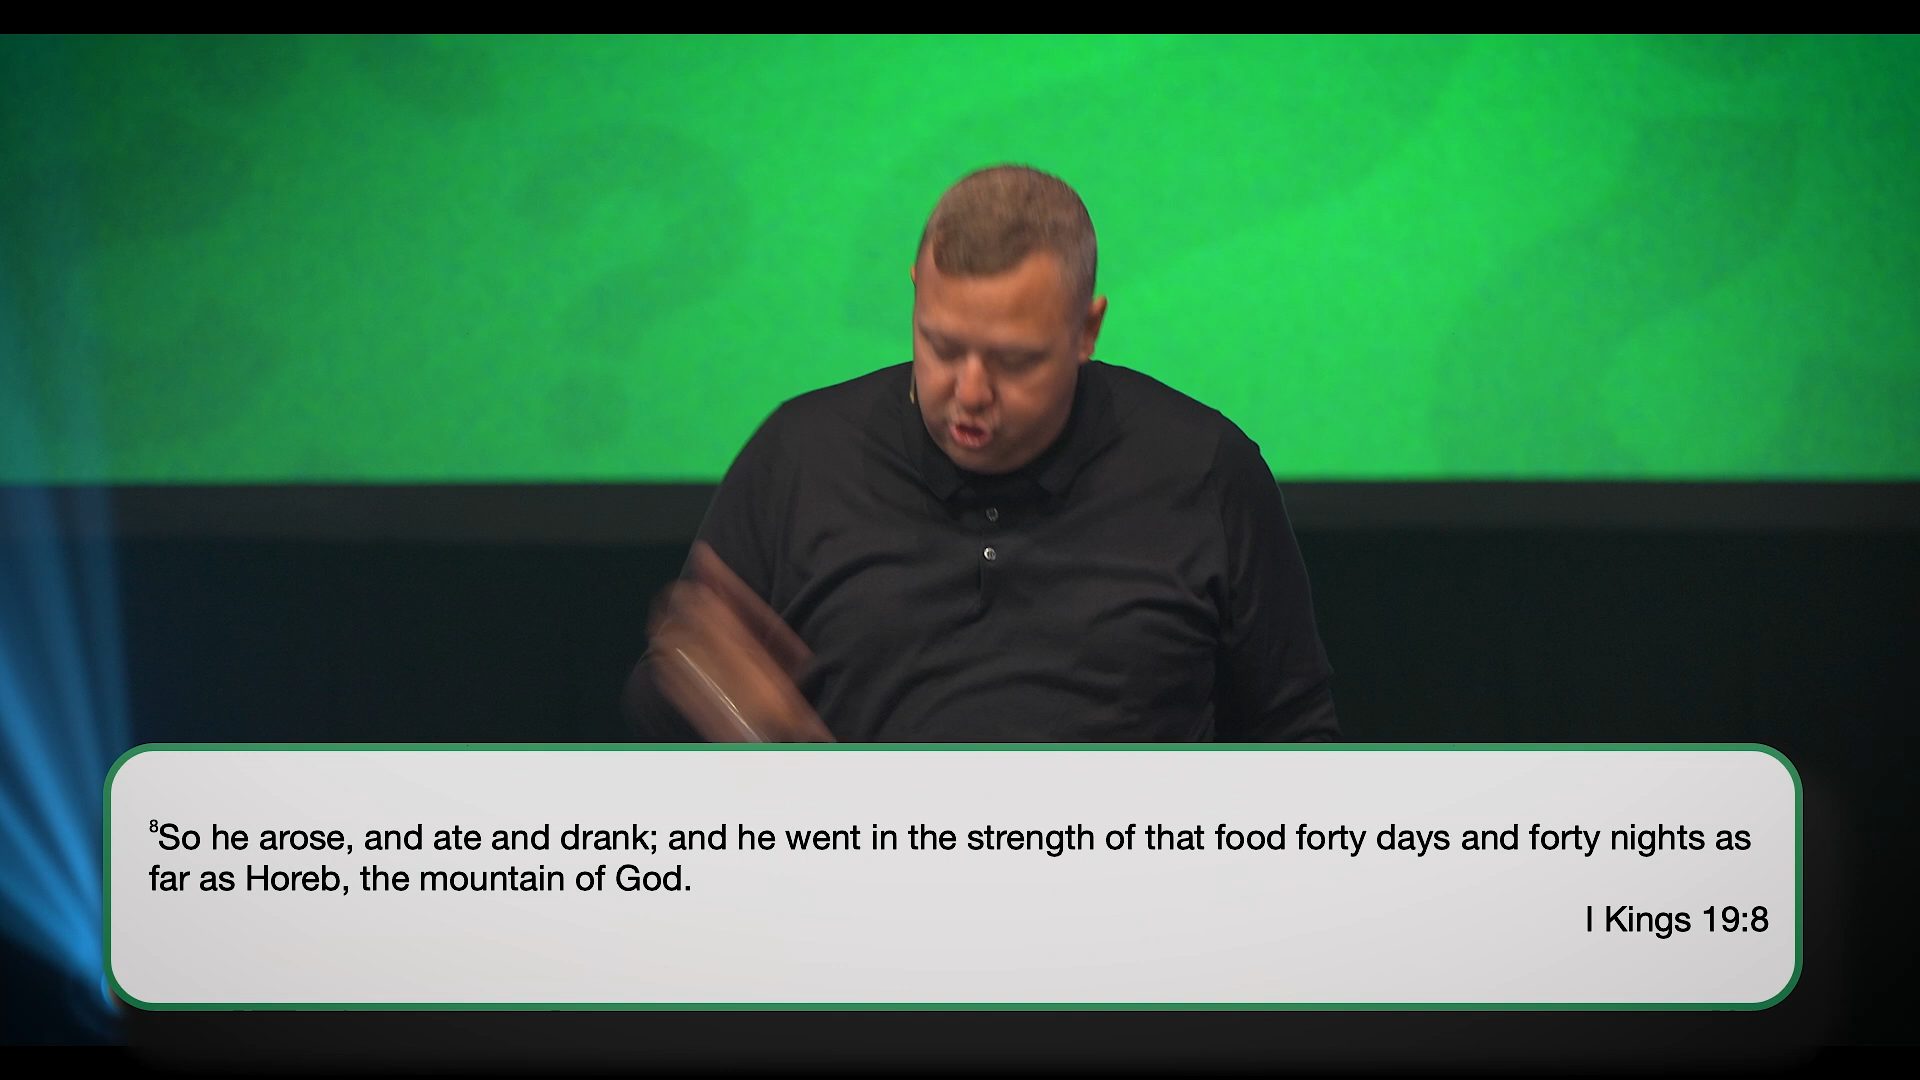 ⁸So he arose, and ate and drank; and he went in the strength of that food forty days and forty nights as
far as Horeb, the mountain of God.
I Kings 19:8